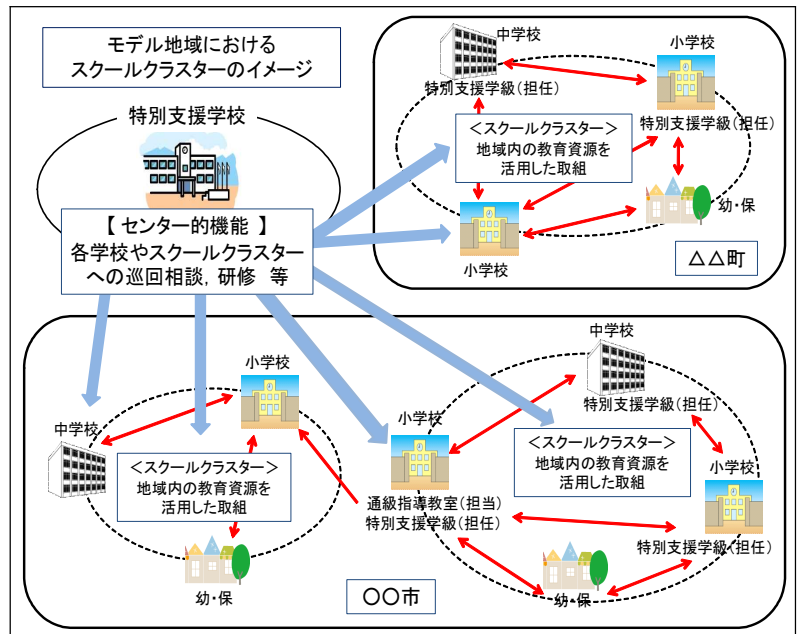 モデル地域における
スクールクラスターのイメージ
特別支援学校
【 センター的機能 】
各学校やスクールクラスター
への巡回相談, 研修 等
中学校
特別支援学級(担任)
小学校
特別支援学級(担任)
＜スクールクラスター＞
地域内の教育資源を
活用した取組
幼・保
小学校
△△町
小学校
中学校
＜スクールクラスター＞
地域内の教育資源を
活用した取組
幼・保
小学校
通級指導教室(担当)
特別支援学級(担任)
中学校
特別支援学級(担任)
＜スクールクラスター＞
地域内の教育資源を
活用した取組
小学校
特別支援学級(担任)
幼・保
〇〇市